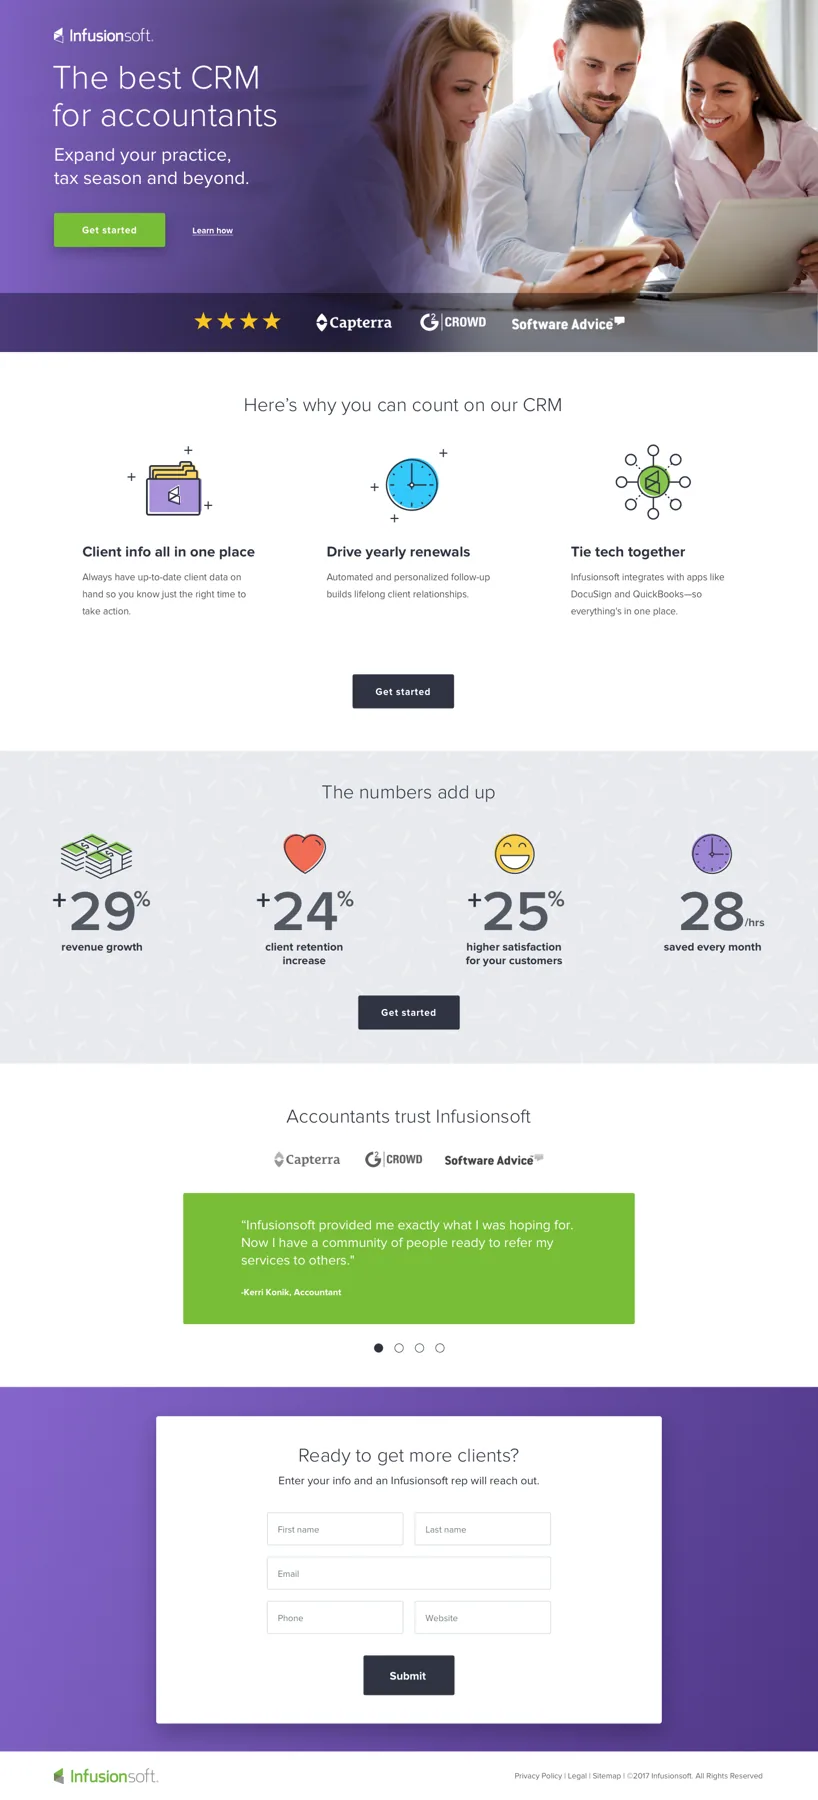 Infusionsoft.
The best CRM
for accountants
Expand your practice,
tax season and beyond.
Get started
Learn how
Capterra
G2 | CROWD
Software Advice
Here's why you can count on our CRM
Client info all in one place
Always have up-to-date client data on
hand so you know just the right time to
take action.
Drive yearly renewals
Automated and personalized follow-up
builds lifelong client relationships.
Tie tech together
Infusionsoft integrates with apps like
DocuSign and QuickBooks—so
everything's in one place.
Get started
The numbers add up
+29%
revenue growth
+24%
client retention
increase
+25%
higher satisfaction
for your customers
28/hrs
saved every month
Get started
Accountants trust Infusionsoft
Capterra
G2 | CROWD
Software Advice
“Infusionsoft provided me exactly what I was hoping for.
Now I have a community of people ready to refer my
services to others.”
-Kerri Konik, Accountant
Ready to get more clients?
Enter your info and an Infusionsoft rep will reach out.
First name
Last name
Email
Phone
Website
Submit
Infusionsoft.
Privacy Policy | Legal | Sitemap | ©2017 Infusionsoft. All Rights Reserved